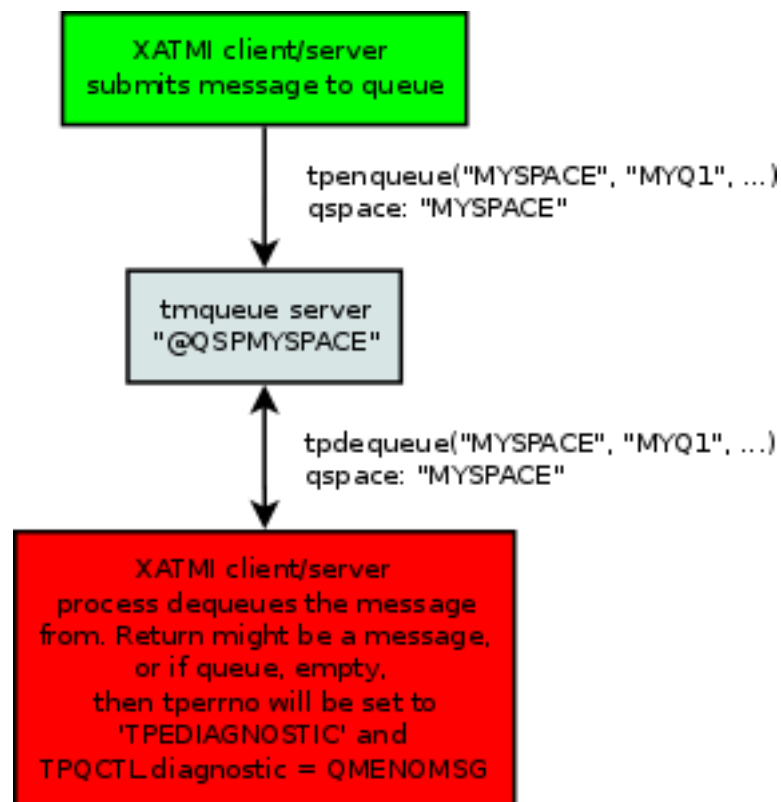 XATMI client/server
submits message to queue
tpenqueue("MYSPACE", "MYQ1", ...)
qspace: "MYSPACE"
tmqueue server
"@QSPMYSPACE"
tpdequeue("MYSPACE", "MYQ1", ...)
qspace: "MYSPACE"
XATMI client/server
process dequeues the message
from. Return might be a message,
or if queue, empty,
then tperrno will be set to
'TPEDIAGNOSTIC' and
TPQCTL.diagnostic = QMENOMSG